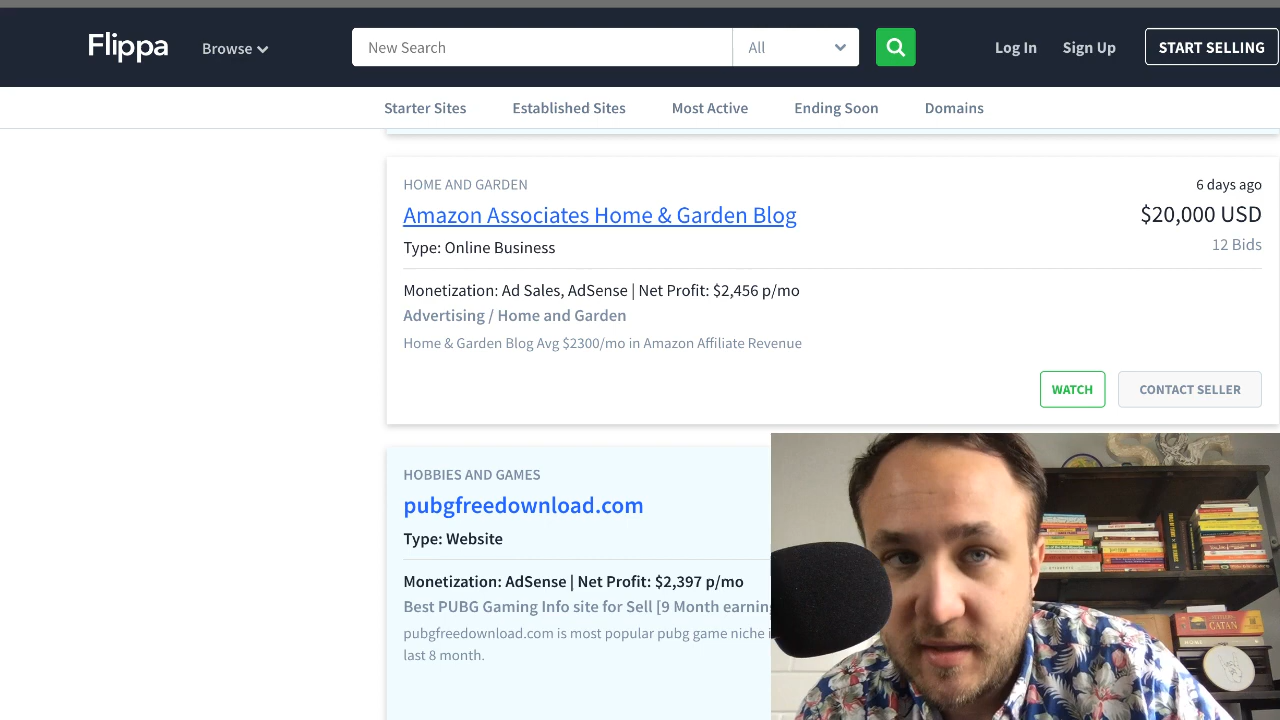 Flippa
Browse
New Search
All
Log In
Sign Up
START SELLING
Starter Sites
Established Sites
Most Active
Ending Soon
Domains
HOME AND GARDEN
6 days ago
Amazon Associates Home & Garden Blog
$20,000 USD
Type: Online Business
12 Bids
Monetization: Ad Sales, AdSense | Net Profit: $2,456 p/mo
Advertising / Home and Garden
Home & Garden Blog Avg $2300/mo in Amazon Affiliate Revenue
WATCH
CONTACT SELLER
HOBBIES AND GAMES
pubgfreedownload.com
Type: Website
Monetization: AdSense | Net Profit: $2,397 p/mo
Best PUBG Gaming Info site for Sell [9 Month earning
pubgfreedownload.com is most popular pubg game niche
last 8 month.
CATAN